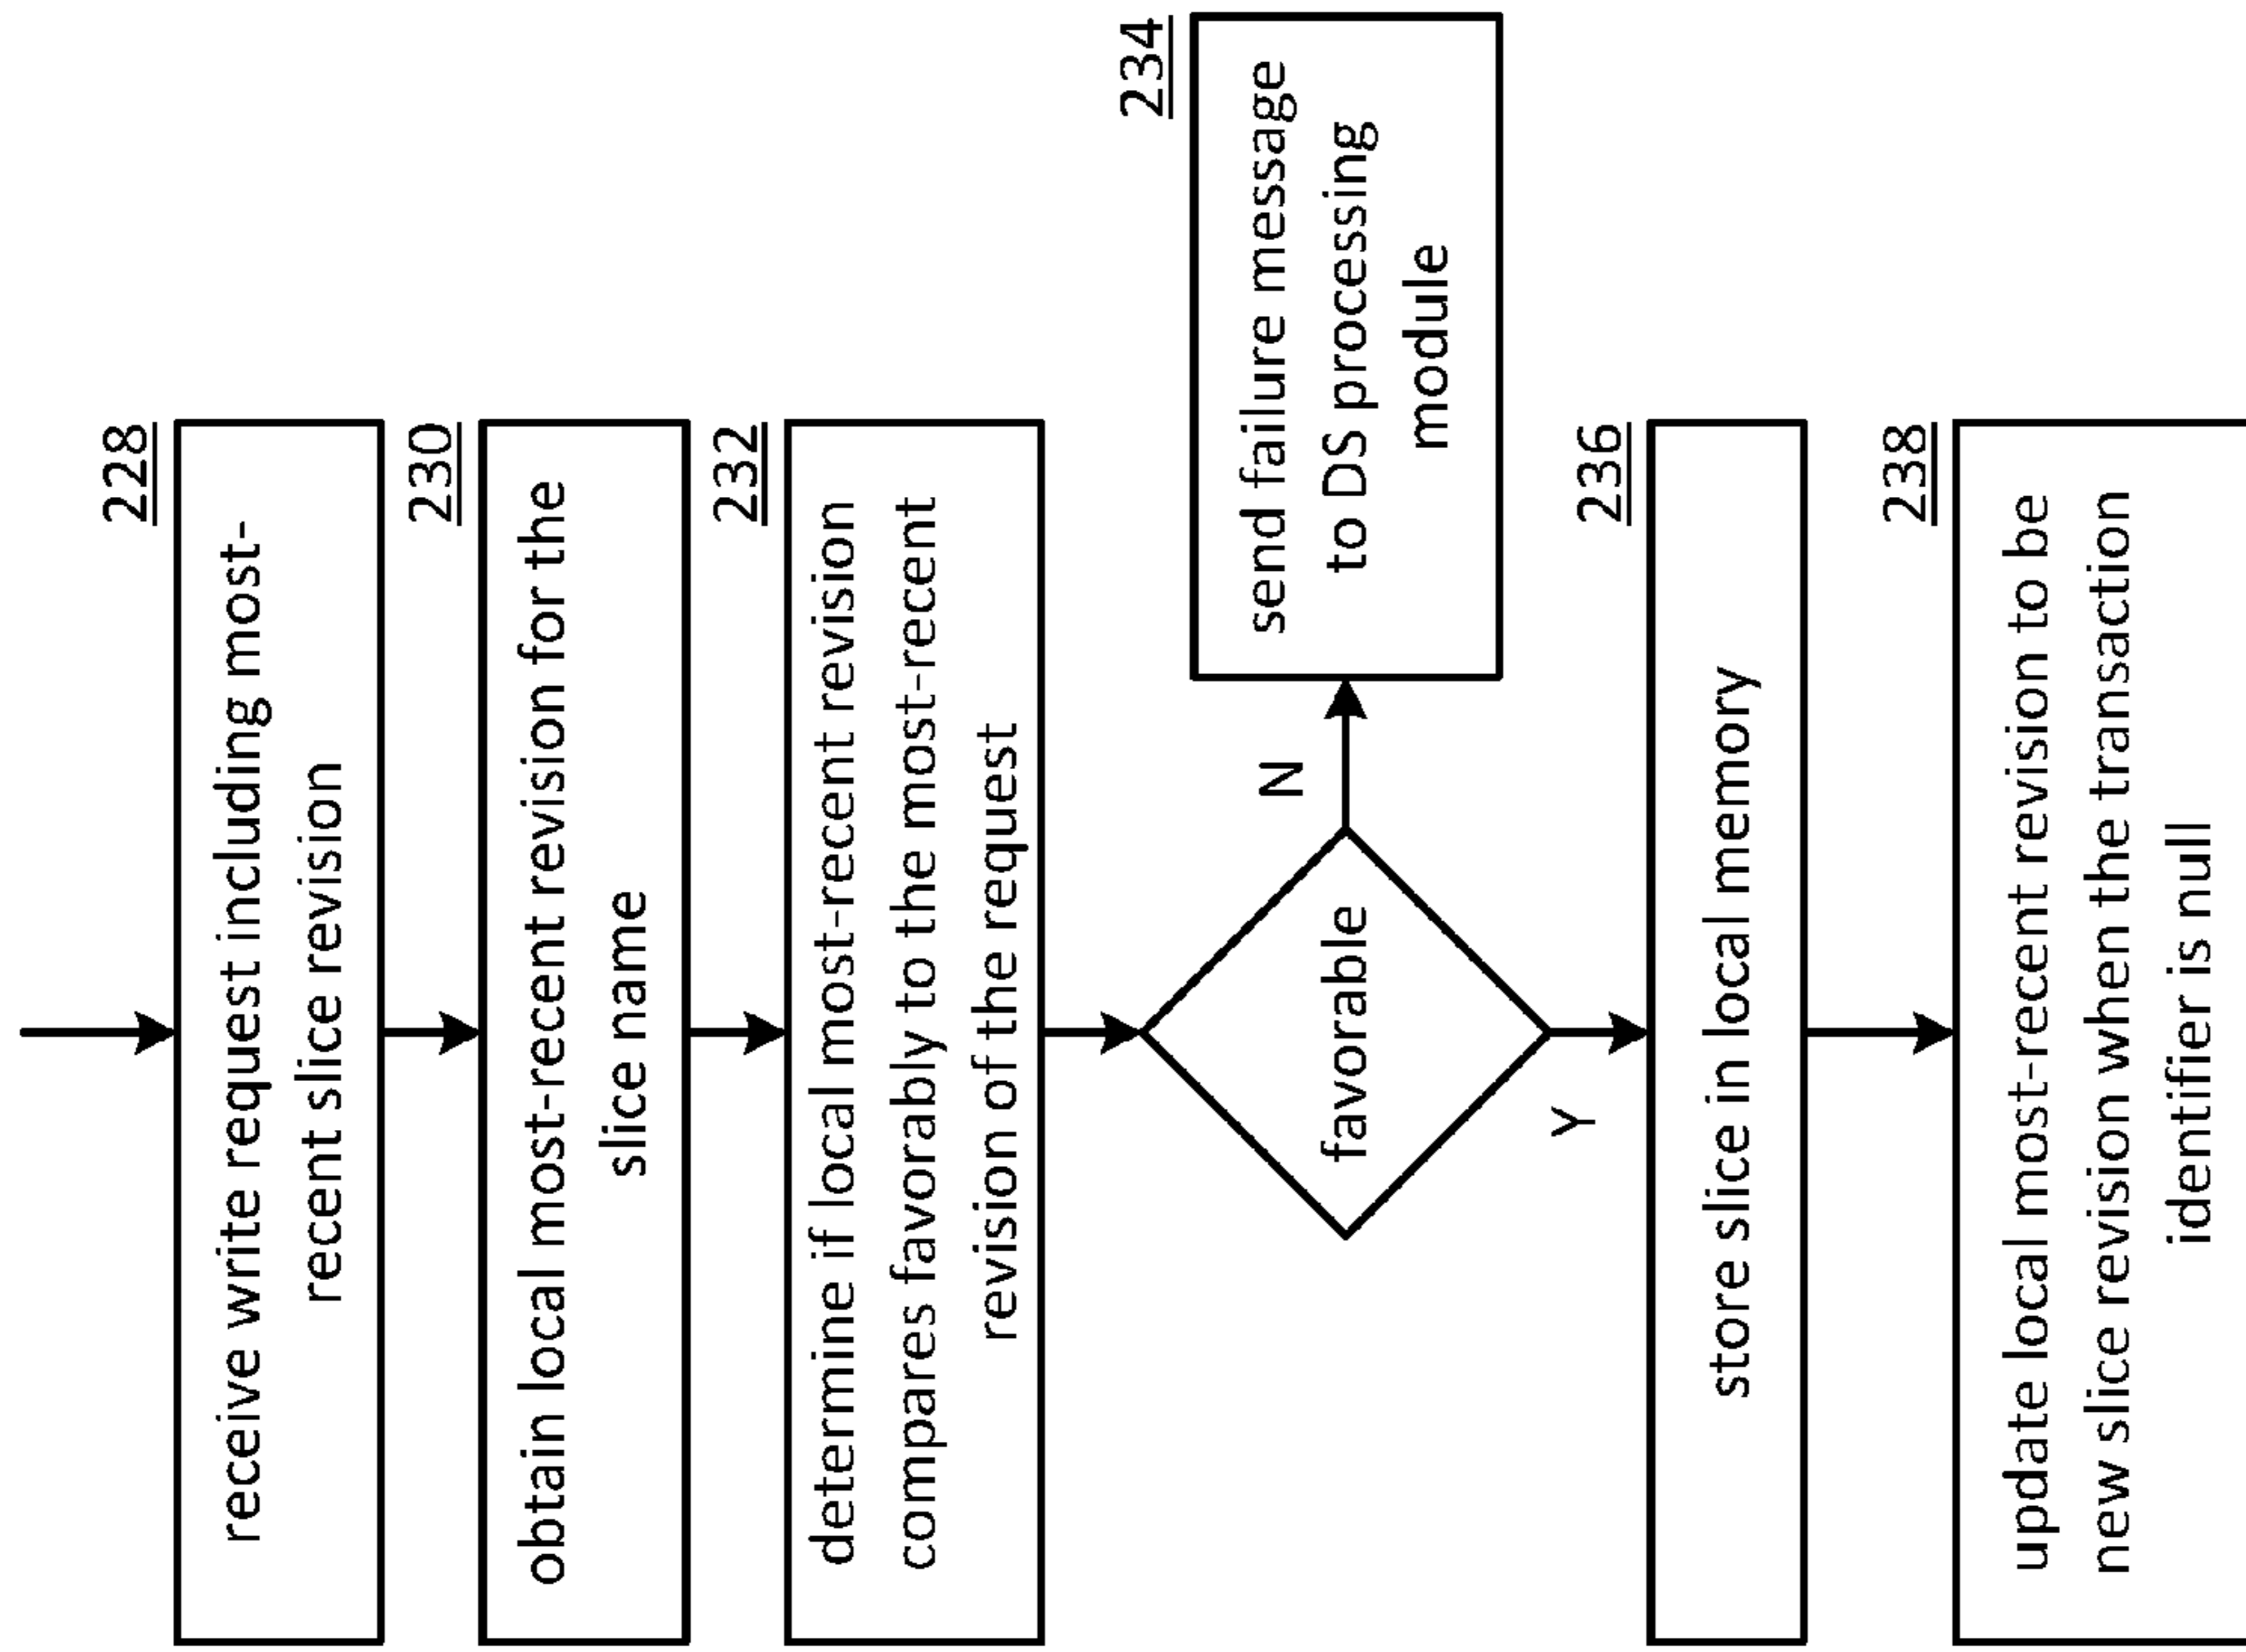 228
receive write request including most-
recent slice revision
230
obtain local most-recent revision for the
slice name
232
determine if local most-recent revision
compares favorably to the most-recent
revision of the request
favorable
N
234
send failure message
to DS processing
module
Y
236
store slice in local memory
238
update local most-recent revision to be
new slice revision when the transaction
identifier is null